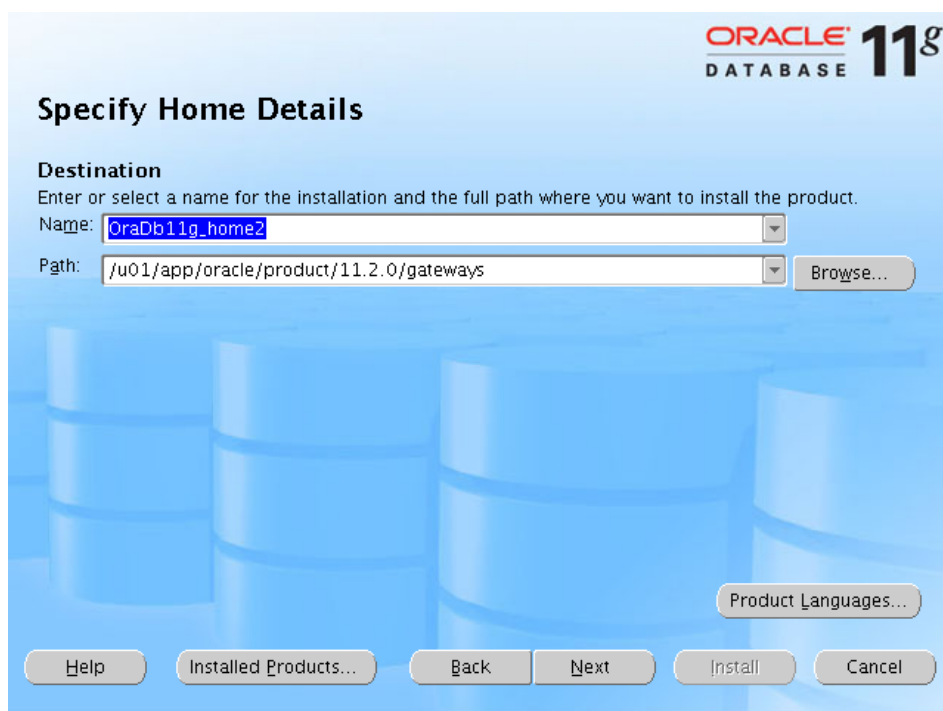 ORACLE 11g
DATABASE
Specify Home Details
Destination
Enter or select a name for the installation and the full path where you want to install the product.
Name: OraDb11g_home2
Path: /u01/app/oracle/product/11.2.0/gateways Browse...
Product Languages...
Help Installed Products... Back Next Install Cancel